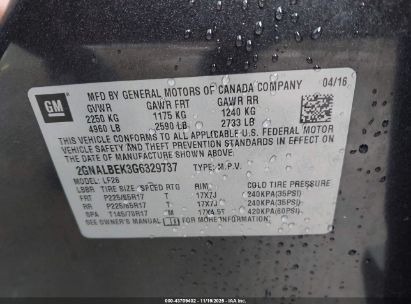 GM
MFD BY GENERAL MOTORS OF CANADA COMPANY 04/16
GVWR GAWR FRT GAWR RR
2250 KG 1175 KG 1240 KG
4960 LB 2590 LB 2733 LB
THIS VEHICLE CONFORMS TO ALL APPLICABLE U.S. FEDERAL MOTOR
VEHICLE SAFETY AND THEFT PREVENTION STANDARDS IN EFFECT ON
THE DATE OF MANUFACTURE SHOWN ABOVE.
2GNALBEK3G6329737 TYPE: M.P.V.
MODEL: LF26
TIRE SIZE RIM COLD TIRE PRESSURE
FRT P225/65R17 T 17X7J 240KPA(35PSI)
RR P225/65R17 T 17X7J 240KPA(35PSI)
SPA T145/70R17 M 17X4.5T 420KPA(60PSI)
SEE OWNER'S MANUAL FOR ADDITIONAL INFORMATION.